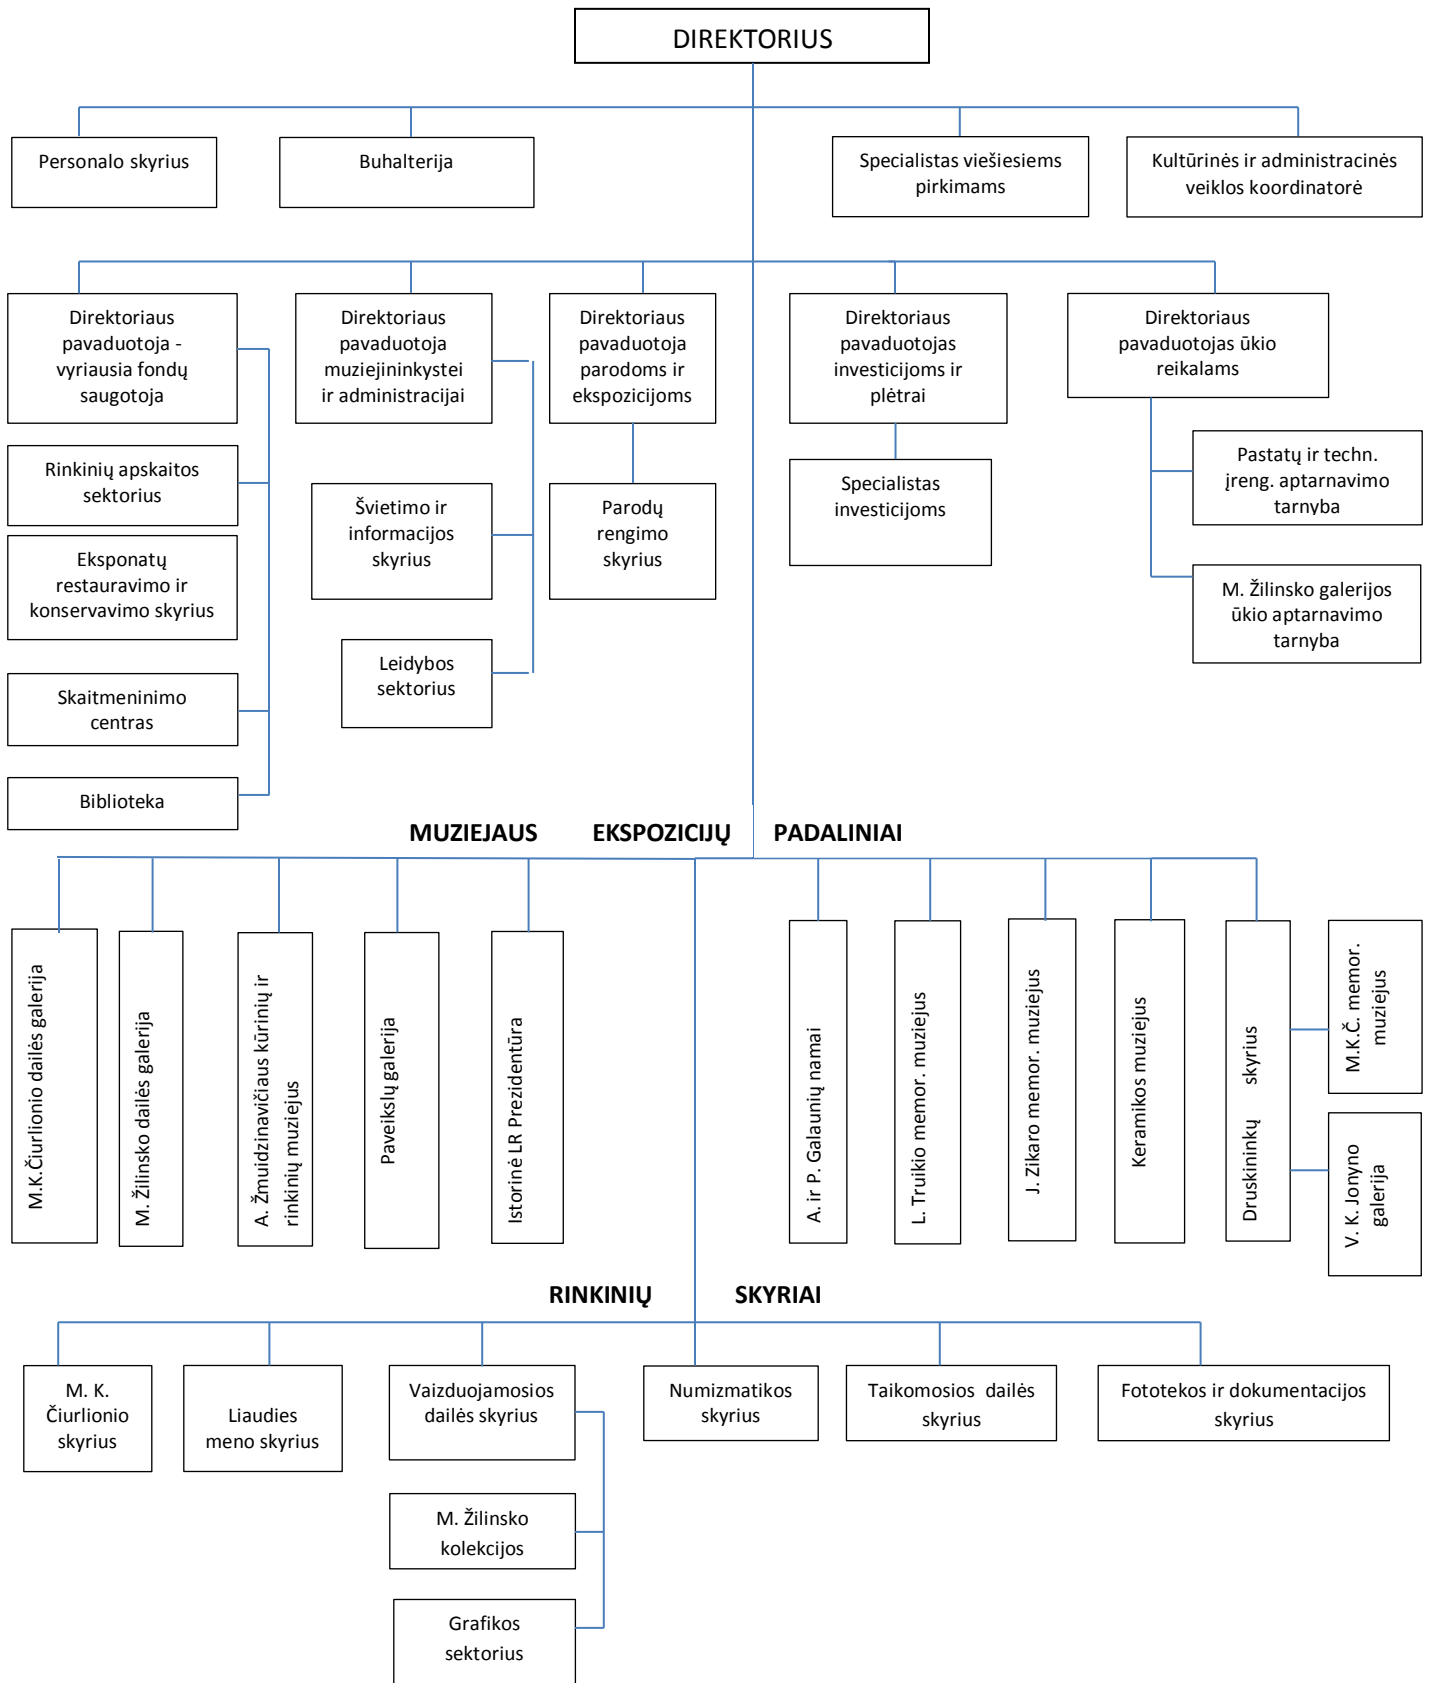 DIREKTORIUS
Personalo skyrius
Buhalterija
Specialistas viešiesiems
pirkimams
Kultūrinės ir administracinės
veiklos koordinatorė
Direktoriaus
pavaduotoja -
vyriausia fondų
saugotoja
Direktoriaus
pavaduotoja
muziejininkystei
ir administracijai
Direktoriaus
pavaduotoja
parodoms ir
ekspozicijoms
Direktoriaus
pavaduotojas
investicijoms ir
plėtrai
Direktoriaus
pavaduotojas ūkio
reikalams
Rinkinių apskaitos
sektorius
Eksponatų
restauravimo ir
konservavimo skyrius
Skaitmeninimo
centras
Biblioteka
Švietimo ir
informacijos
skyrius
Leidybos
sektorius
Parodų
rengimo
skyrius
Specialistas
investicijoms
Pastatų ir techn.
įreng. aptarnavimo
tarnyba
M. Žilinsko galerijos
ūkio aptarnavimo
tarnyba
MUZIEJAUS EKSPOZICIJŲ PADALINIAI
M.K.Čiurlionio dailės galerija
M. Žilinsko dailės galerija
A. Žmuidzinavičiaus kūrinių ir
rinkinių muziejus
Paveikslų galerija
Istorinė LR Prezidentūra
A. ir P. Galaunių namai
L. Truikio memor. muziejus
J. Zikaro memor. muziejus
Keramikos muziejus
Druskininkų skyrius
M.K.Č. memor.
muziejus
V. K. Jonyno
galerija
RINKINIŲ SKYRIAI
M. K.
Čiurlionio
skyrius
Liaudies
meno skyrius
Vaizduojamosios
dailės skyrius
Numizmatikos
skyrius
Taikomosios dailės
skyrius
Fototekos ir dokumentacijos
skyrius
M. Žilinsko
kolekcijos
Grafikos
sektorius